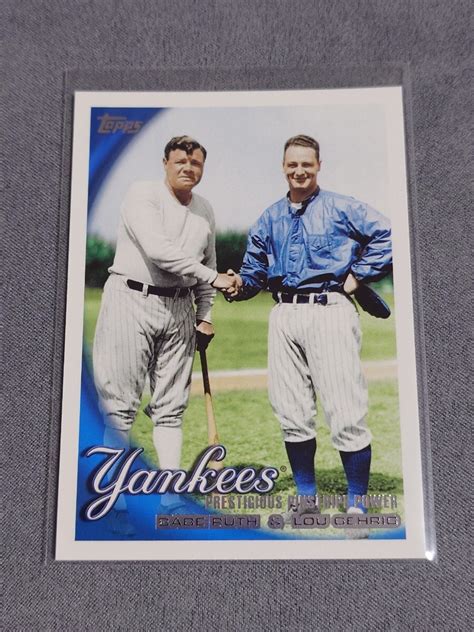 Topps
Yankees®
PRESTIGIOUS PINSTRIPE POWER
BABE RUTH & LOU GEHRIG